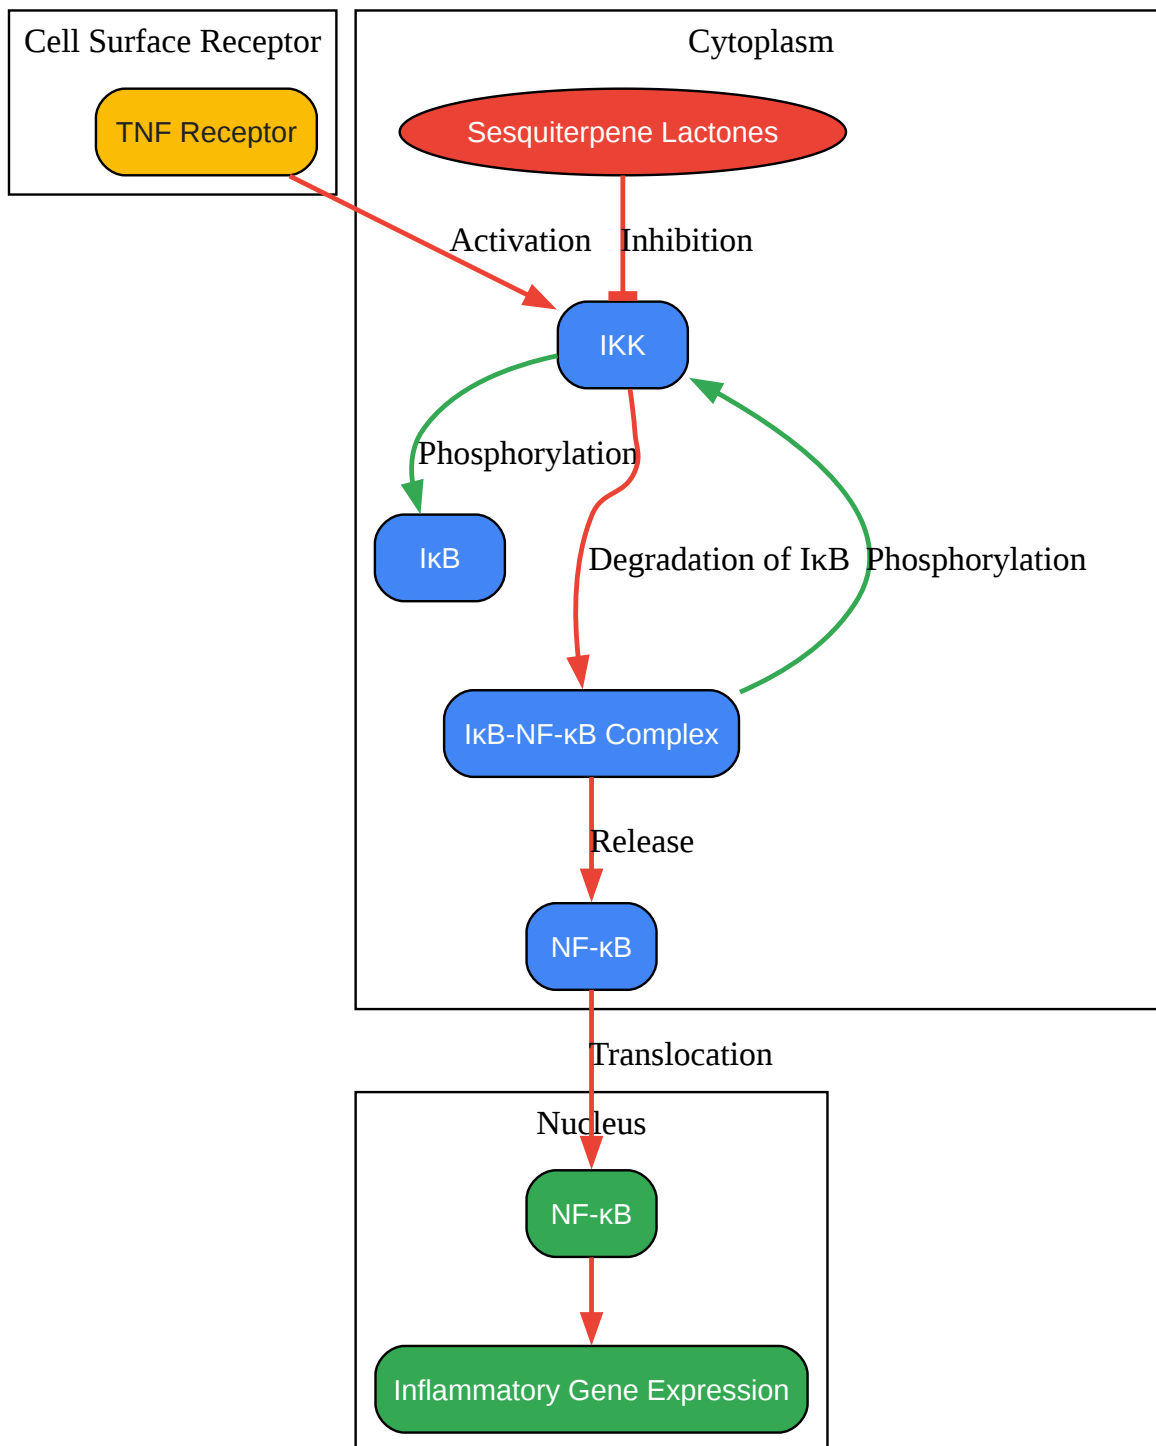 Cell Surface Receptor
Cytoplasm
TNF Receptor
Sesquiterpene Lactones
Activation
Inhibition
IKK
Phosphorylation
IκB
Degradation of IκB
Phosphorylation
IκB-NF-κB Complex
Release
NF-κB
Translocation
Nucleus
NF-κB
Inflammatory Gene Expression